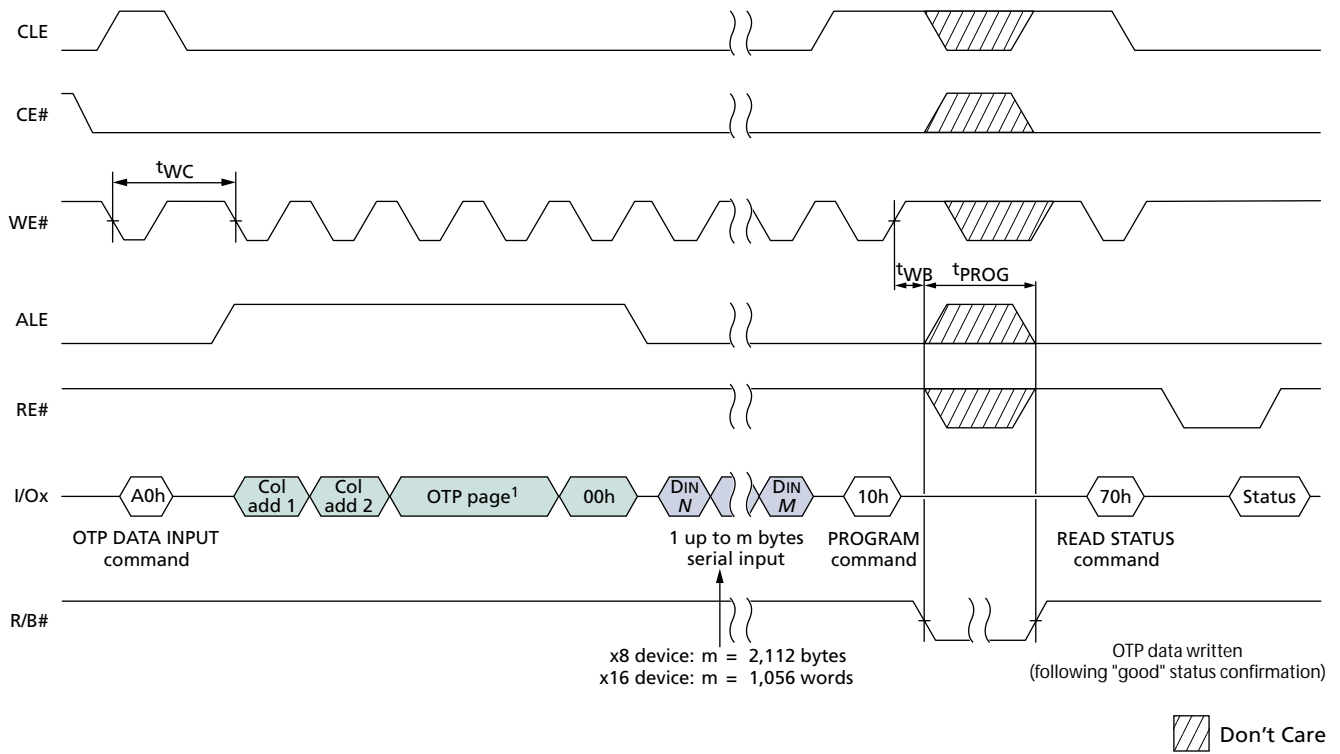 CLE
CE#
tWC
WE#
tWB
tPROG
ALE
RE#
I/Ox
A0h
Col add 1
Col add 2
OTP page1
00h
DIN N
DIN M
10h
70h
Status
OTP DATA INPUT
command
1 up to m bytes
serial input
PROGRAM
command
READ STATUS
command
R/B#
x8 device: m = 2,112 bytes
x16 device: m = 1,056 words
OTP data written
(following "good" status confirmation)
Don't Care